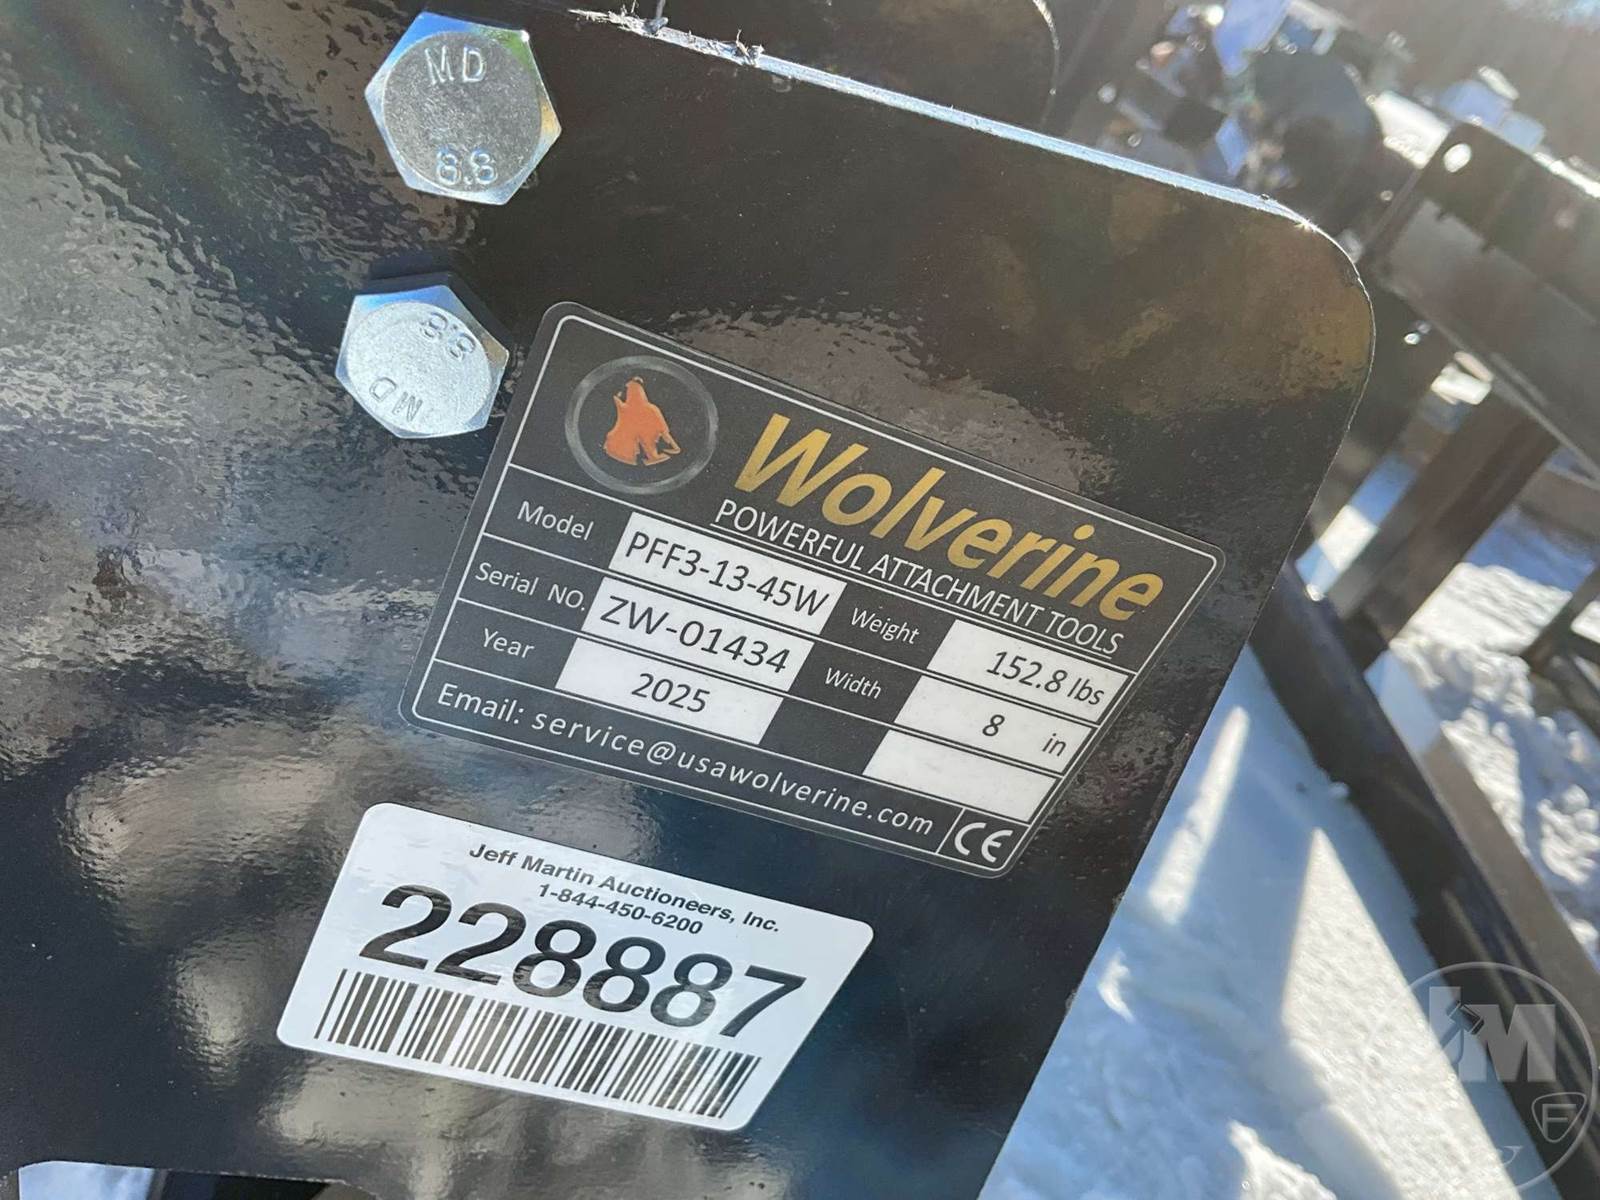 MD
8.8
8.8
MD
Wolverine
POWERFUL ATTACHMENT TOOLS
Model PFF3-13-45W Weight 152.8 lbs
Serial NO. ZW-01434 Width 8 in
Year 2025
Email: service@usawolverine.com CE
Jeff Martin Auctioneers, Inc.
1-844-450-6200
228887
JM
F